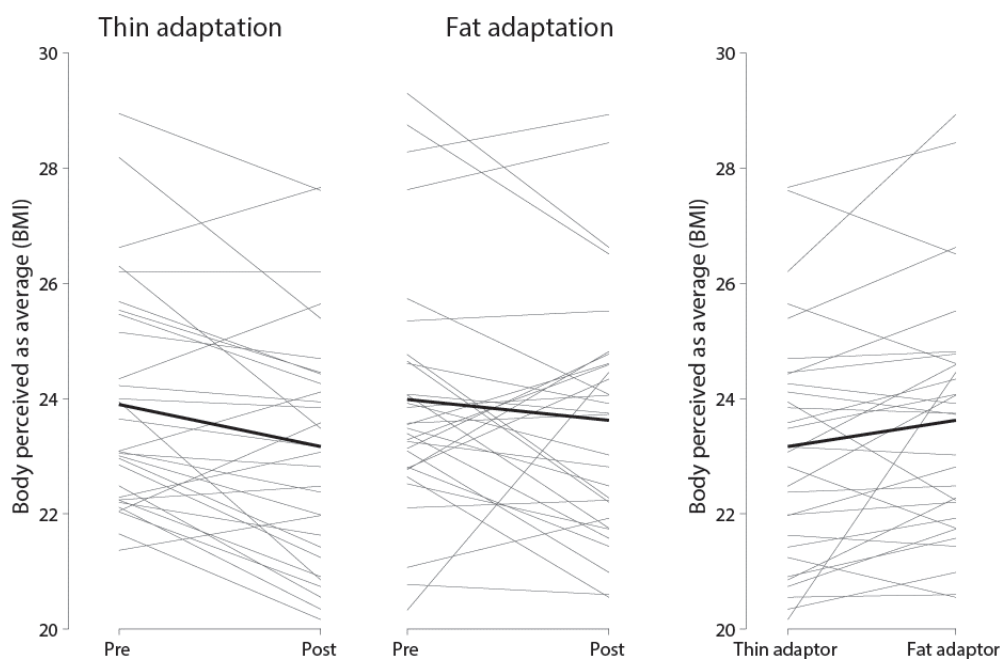 Thin adaptation
Fat adaptation
30
28
26
24
22
20
Body perceived as average (BMI)
Pre
Post
Pre
Post
30
28
26
24
22
20
Body perceived as average (BMI)
Thin adaptor
Fat adaptor